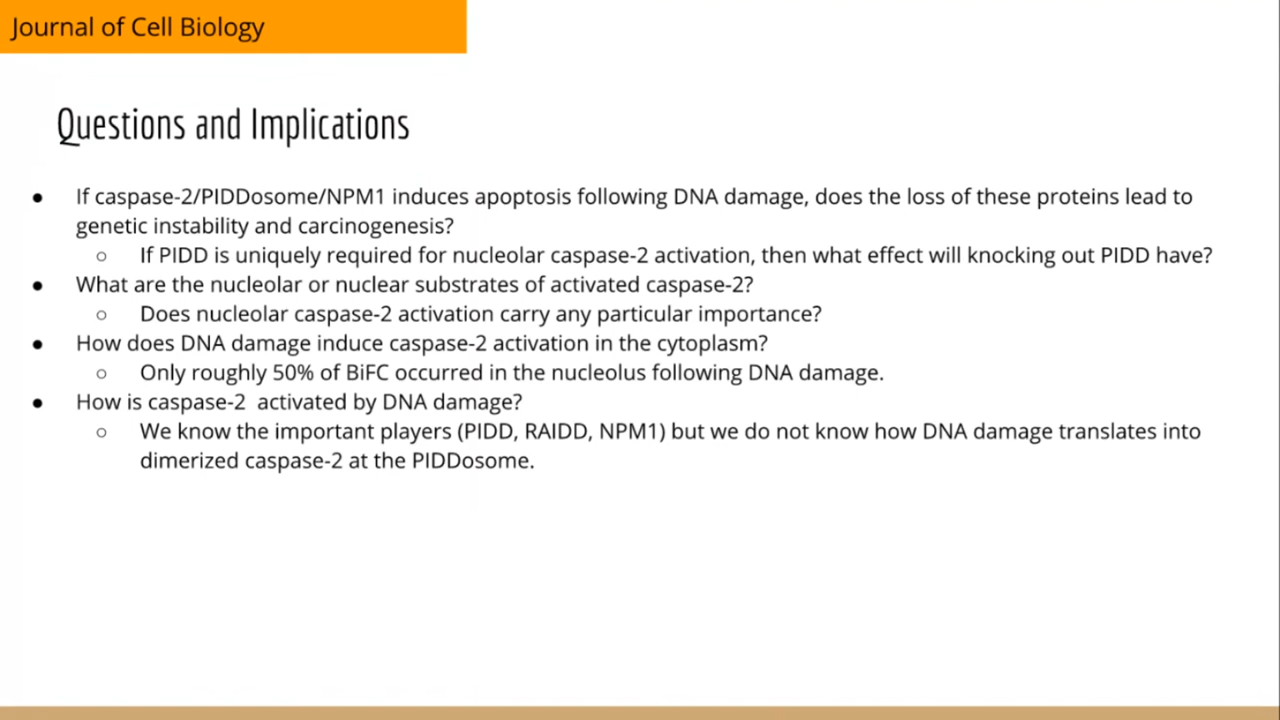 Journal of Cell Biology
Questions and Implications
● If caspase-2/PIDDosome/NPM1 induces apoptosis following DNA damage, does the loss of these proteins lead to
genetic instability and carcinogenesis?
○ If PIDD is uniquely required for nucleolar caspase-2 activation, then what effect will knocking out PIDD have?
● What are the nucleolar or nuclear substrates of activated caspase-2?
○ Does nucleolar caspase-2 activation carry any particular importance?
● How does DNA damage induce caspase-2 activation in the cytoplasm?
○ Only roughly 50% of BiFC occurred in the nucleolus following DNA damage.
● How is caspase-2  activated by DNA damage?
○ We know the important players (PIDD, RAIDD, NPM1) but we do not know how DNA damage translates into
dimerized caspase-2 at the PIDDosome.